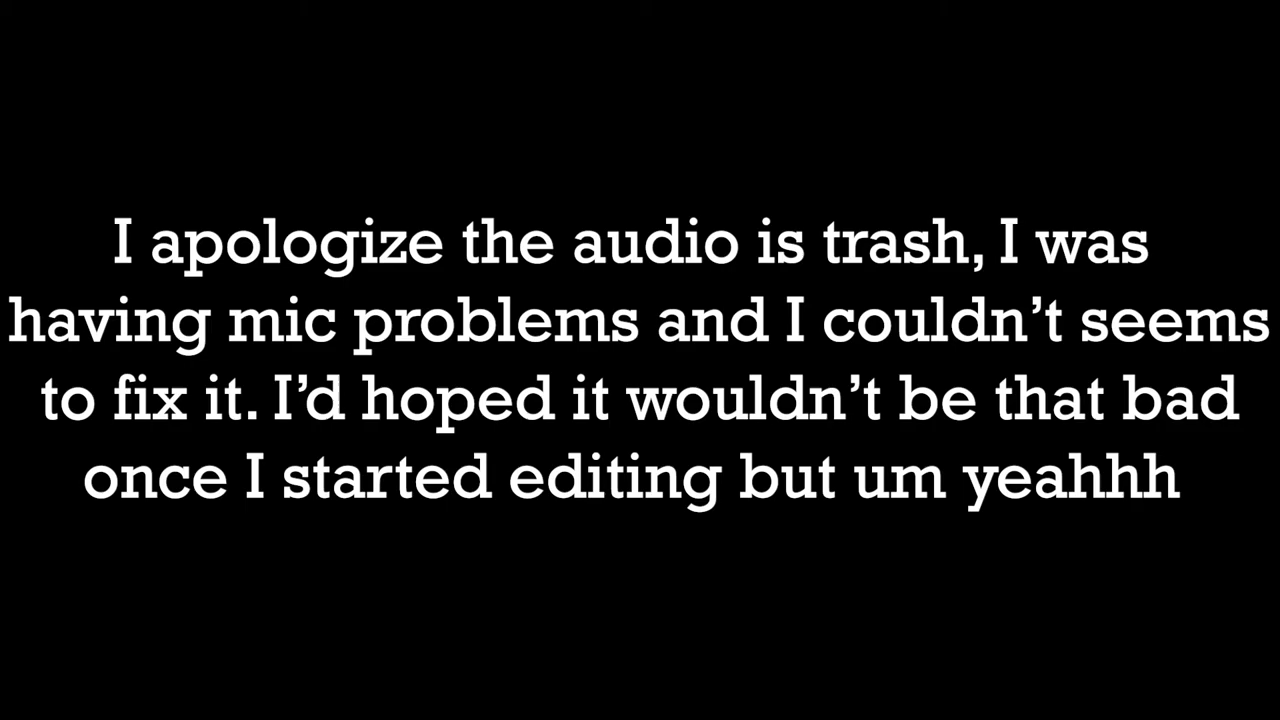 I apologize the audio is trash, I was
having mic problems and I couldn’t seems
to fix it. I’d hoped it wouldn’t be that bad
once I started editing but um yeahhh